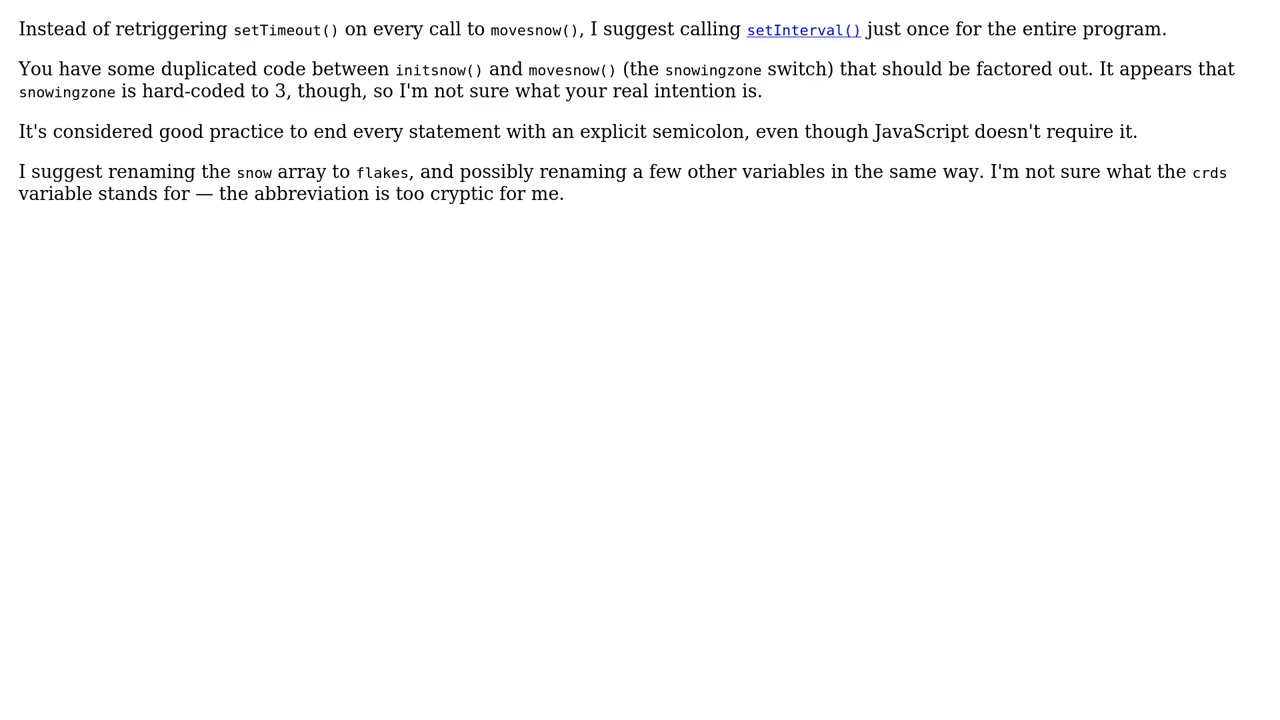 Instead of retriggering setTimeout() on every call to movesnow(), I suggest calling setInterval() just once for the entire program.
You have some duplicated code between initsnow() and movesnow() (the snowingzone switch) that should be factored out. It appears that
snowingzone is hard-coded to 3, though, so I'm not sure what your real intention is.
It's considered good practice to end every statement with an explicit semicolon, even though JavaScript doesn't require it.
I suggest renaming the snow array to flakes, and possibly renaming a few other variables in the same way. I'm not sure what the crds
variable stands for — the abbreviation is too cryptic for me.